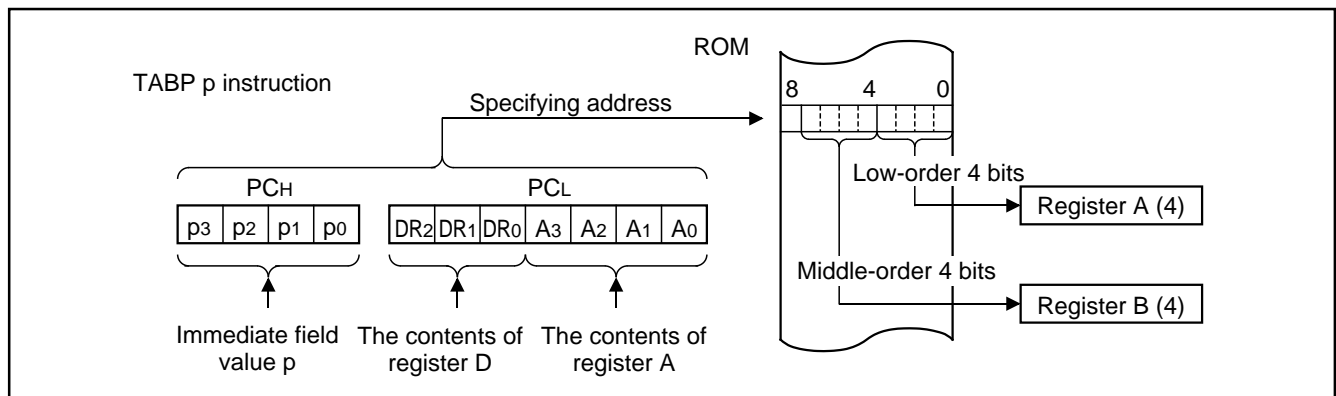 ROM
TABP p instruction
8 4 0
Specifying address
PCH PCL
Low-order 4 bits
p3 p2 p1 p0 DR2 DR1 DR0 A3 A2 A1 A0
Register A (4)
Middle-order 4 bits
Register B (4)
Immediate field
value p
The contents of
register D
The contents of
register A